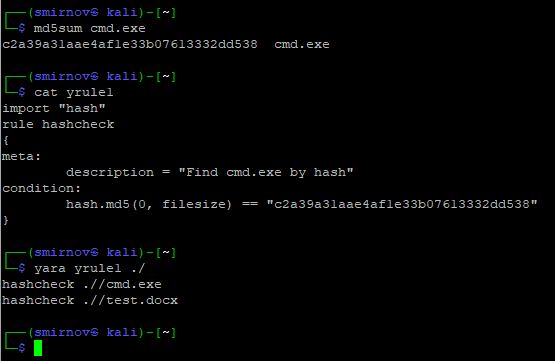 ┌──(smirnov㉿kali)-[~]
└─$ md5sum cmd.exe
c2a39a31aae4af1e33b07613332dd538  cmd.exe
┌──(smirnov㉿kali)-[~]
└─$ cat yrule1
import "hash"
rule hashcheck
{
meta:
        description = "Find cmd.exe by hash"
condition:
        hash.md5(0, filesize) == "c2a39a31aae4af1e33b07613332dd538"
}
┌──(smirnov㉿kali)-[~]
└─$ yara yrule1 ./
hashcheck .//cmd.exe
hashcheck .//test.docx
┌──(smirnov㉿kali)-[~]
└─$